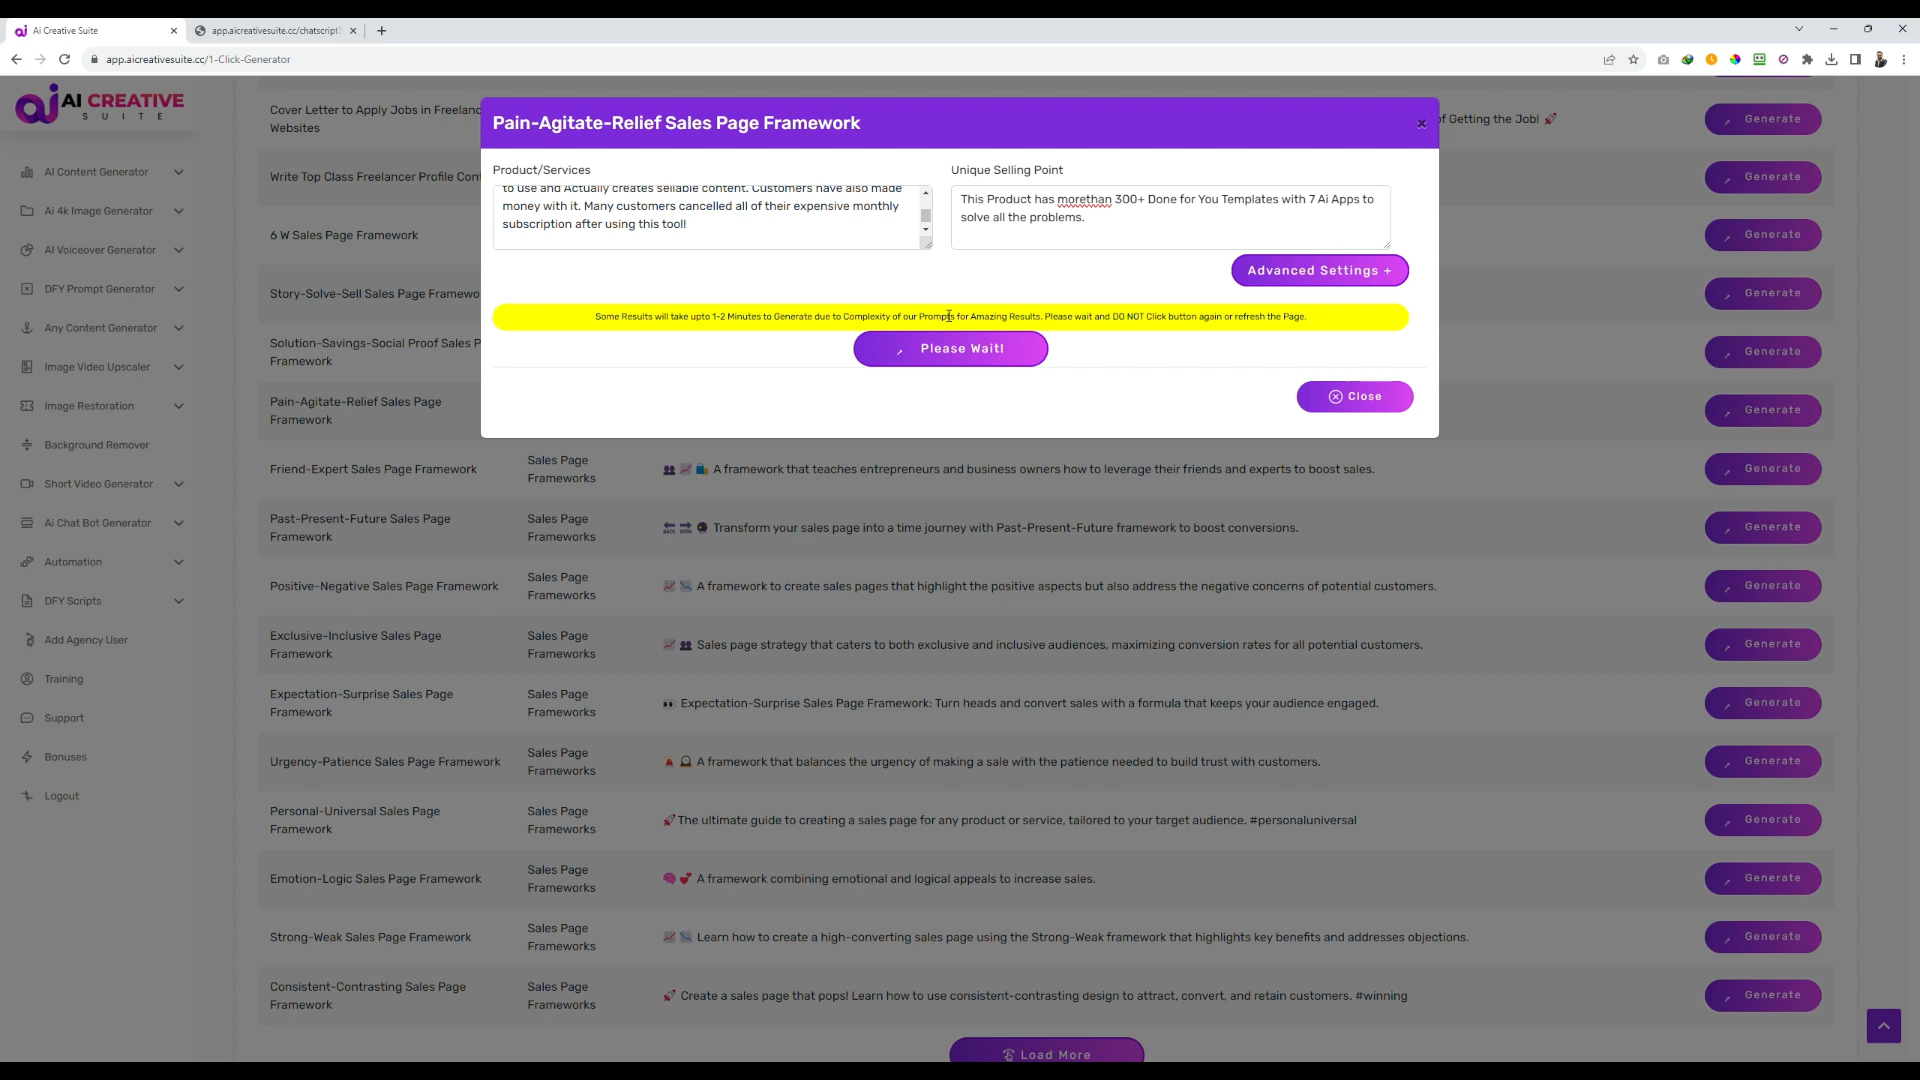 Ai Creative Suite
app.aicreativesuite.cc/chatscript
app.aicreativesuite.cc/1-Click-Generator
AI CREATIVE
SUITE
AI Content Generator
Ai 4k Image Generator
AI Voiceover Generator
DFY Prompt Generator
Any Content Generator
Image Video Upscaler
Image Restoration
Background Remover
Short Video Generator
Ai Chat Bot Generator
Automation
DFY Scripts
Add Agency User
Training
Support
Bonuses
Logout
Pain-Agitate-Relief Sales Page Framework
Product/Services
to use and Actually creates sellable content. Customers have also made
money with it. Many customers cancelled all of their expensive monthly
subscription after using this tool!
Unique Selling Point
This Product has morethan 300+ Done for You Templates with 7 Ai Apps to
solve all the problems.
Advanced Settings +
Some Results will take upto 1-2 Minutes to Generate due to Complexity of our Prompts for Amazing Results. Please wait and DO NOT Click button again or refresh the Page.
Please Wait!
Close
Cover Letter to Apply Jobs in Freelanc
Websites
of Getting the Job! 🚀
Generate
Write Top Class Freelancer Profile Con
Generate
6 W Sales Page Framework
Generate
Story-Solve-Sell Sales Page Framewo
Generate
Solution-Savings-Social Proof Sales P
Framework
Generate
Pain-Agitate-Relief Sales Page
Framework
Generate
Friend-Expert Sales Page Framework
Sales Page
Frameworks
👥 📈 🛍️ A framework that teaches entrepreneurs and business owners how to leverage their friends and experts to boost sales.
Generate
Past-Present-Future Sales Page
Framework
Sales Page
Frameworks
🔙 🔜 🔮 Transform your sales page into a time journey with Past-Present-Future framework to boost conversions.
Generate
Positive-Negative Sales Page Framework
Sales Page
Frameworks
📈 📉 A framework to create sales pages that highlight the positive aspects but also address the negative concerns of potential customers.
Generate
Exclusive-Inclusive Sales Page
Framework
Sales Page
Frameworks
📈 👥 Sales page strategy that caters to both exclusive and inclusive audiences, maximizing conversion rates for all potential customers.
Generate
Expectation-Surprise Sales Page
Framework
Sales Page
Frameworks
👀 Expectation-Surprise Sales Page Framework: Turn heads and convert sales with a formula that keeps your audience engaged.
Generate
Urgency-Patience Sales Page Framework
Sales Page
Frameworks
🚨 🕰️ A framework that balances the urgency of making a sale with the patience needed to build trust with customers.
Generate
Personal-Universal Sales Page
Framework
Sales Page
Frameworks
🚀 The ultimate guide to creating a sales page for any product or service, tailored to your target audience. #personaluniversal
Generate
Emotion-Logic Sales Page Framework
Sales Page
Frameworks
🧠 💕 A framework combining emotional and logical appeals to increase sales.
Generate
Strong-Weak Sales Page Framework
Sales Page
Frameworks
📈 📉 Learn how to create a high-converting sales page using the Strong-Weak framework that highlights key benefits and addresses objections.
Generate
Consistent-Contrasting Sales Page
Framework
Sales Page
Frameworks
🚀 Create a sales page that pops! Learn how to use consistent-contrasting design to attract, convert, and retain customers. #winning
Generate
Load More